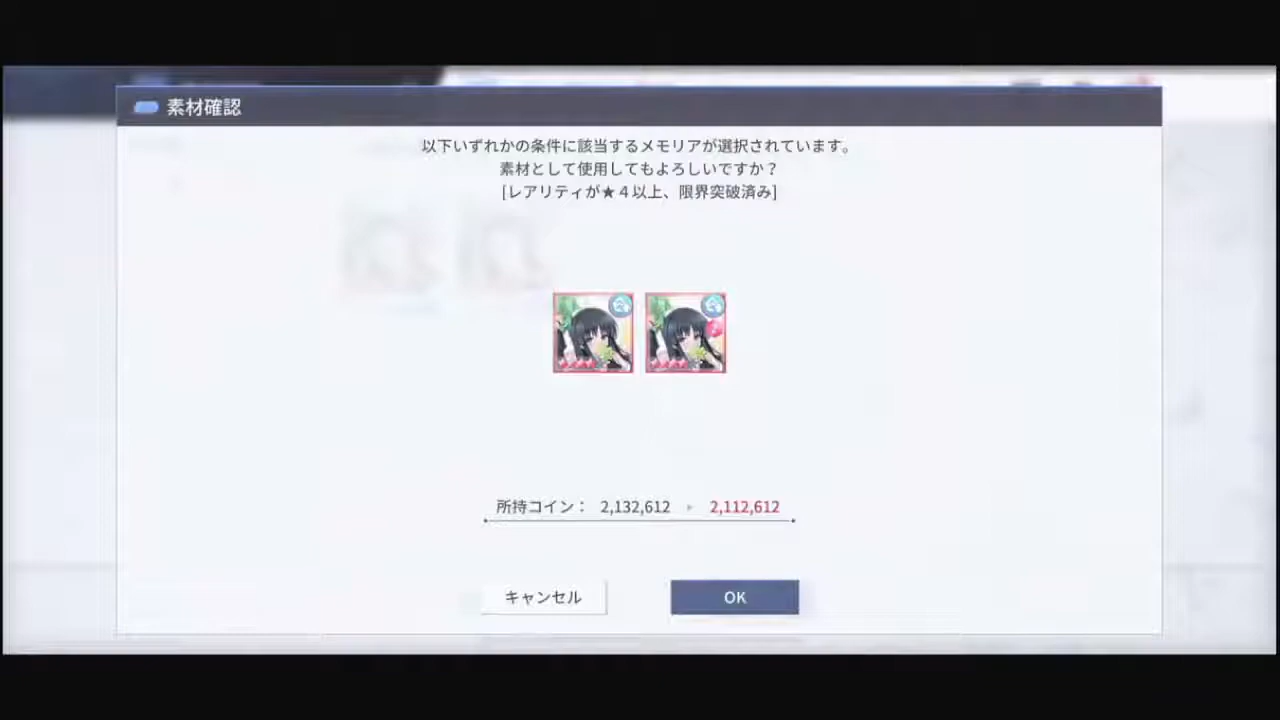 素材確認
以下いずれかの条件に該当するメモリアが選択されています。
素材として使用してもよろしいですか？
[レアリティが★４以上、限界突破済み]
所持コイン： 2,132,612 ▸ 2,112,612
キャンセル OK